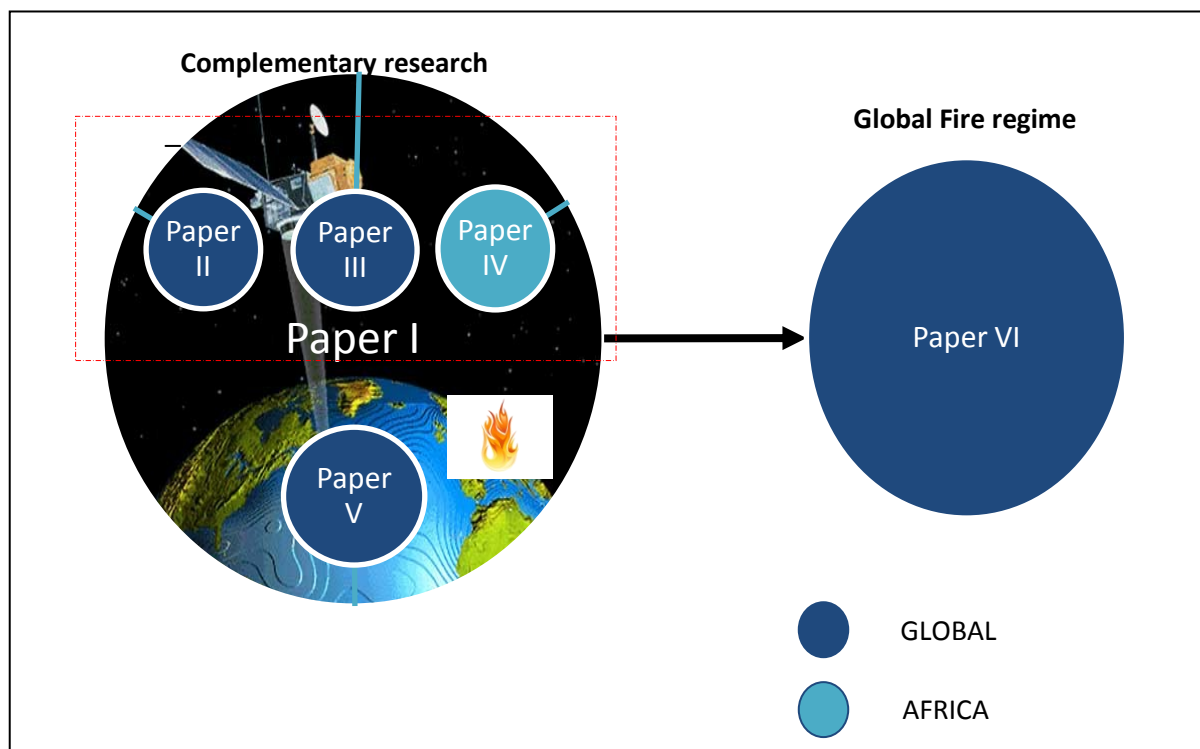 Complementary research
Global Fire regime
Paper
II
Paper
III
Paper
IV
Paper I
Paper VI
Paper
V
GLOBAL
AFRICA